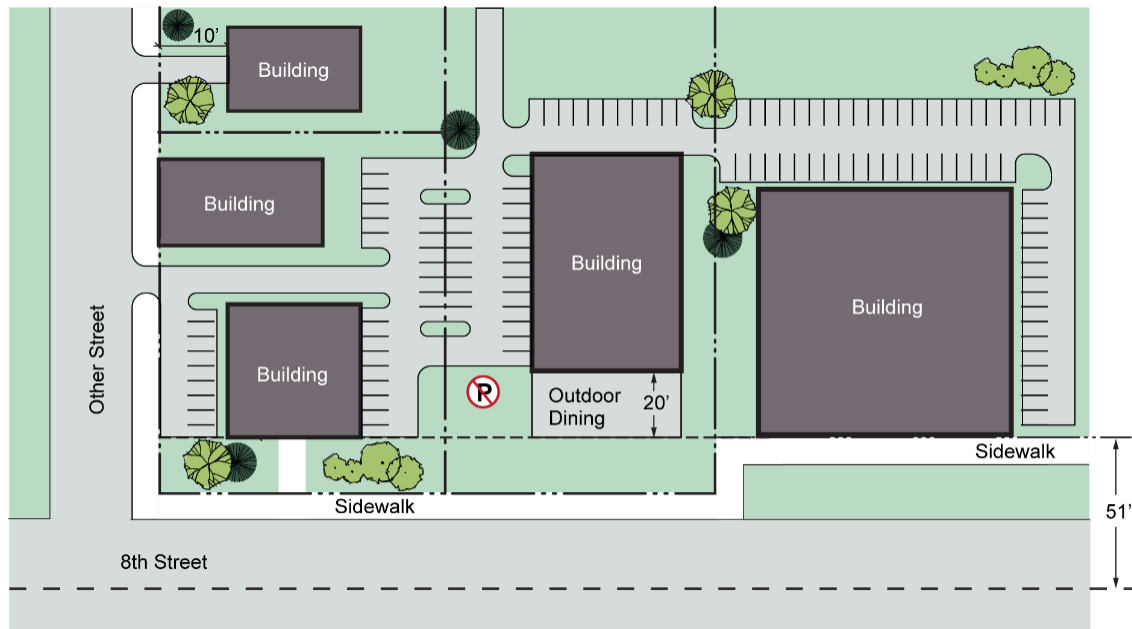 10’
Building
Building
Building
Other Street
Building
P
Outdoor
Dining
20’
Building
Sidewalk
Sidewalk
51’
8th Street